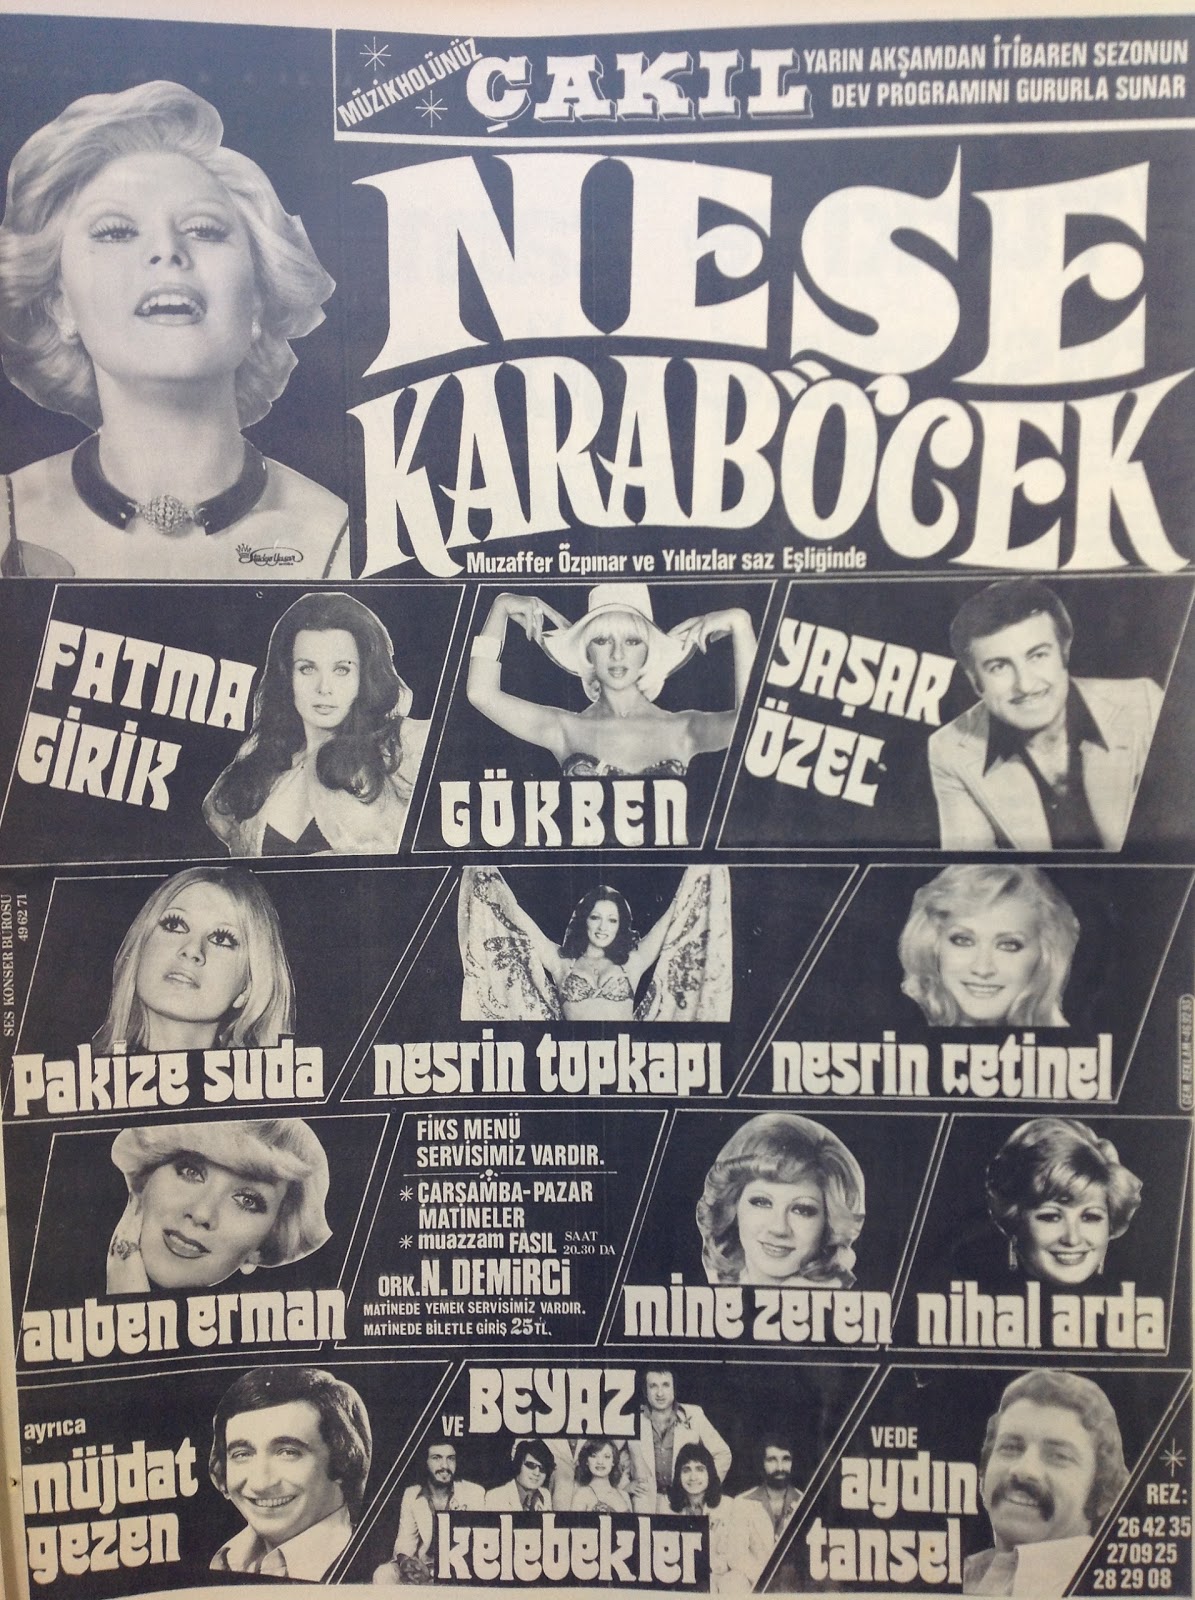 MÜZİKHOLÜNÜZ
ÇAKIL
YARIN AKŞAMDAN İTİBAREN SEZONUN
DEV PROGRAMINI GURURLA SUNAR
NEŞE
KARABÖCEK
Muzaffer Özpınar ve Yıldızlar saz Eşliğinde
FATMA
GİRİK
GÖKBEN
YAŞAR
ÖZEL
SES KONSER BUROSU
49 62 71
pakize suda
nesrin topkapı
nesrin çetinel
ayben erman
FİKS MENÜ
SERVİSİMİZ VARDIR.
* ÇARŞAMBA-PAZAR
MATİNELER
* muazzam FASIL SAAT
20.30 DA
ORK. N. DEMİRCİ
MATİNEDE YEMEK SERVİSİMİZ VARDIR.
MATİNEDE BİLETLE GİRİŞ 25 TL.
mine zeren
nihal arda
ayrıca
müjdat
gezen
VE BEYAZ
kelebekler
VEDE
aydın
tansel
REZ:
26 42 35
27 09 25
28 29 08